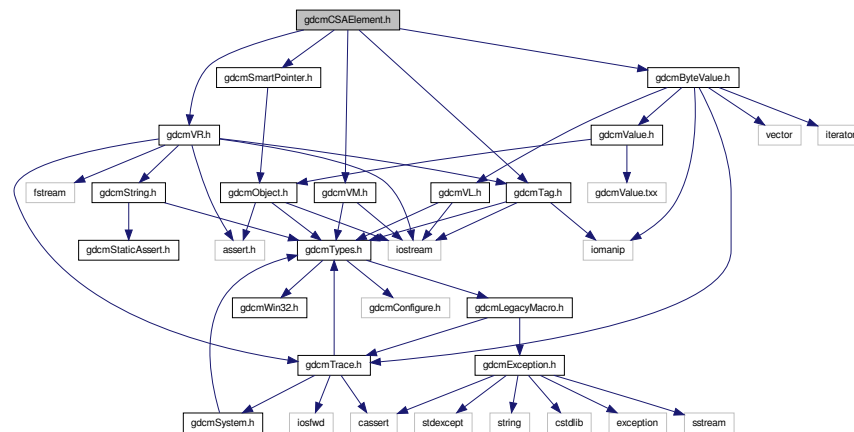 gdcmCSAElement.h
gdcmSmartPointer.h
gdcmByteValue.h
gdcmVR.h
gdcmValue.h
vector
iterator
fstream
gdcmString.h
gdcmObject.h
gdcmVM.h
gdcmVL.h
gdcmTag.h
gdcmValue.txx
gdcmStaticAssert.h
assert.h
gdcmTypes.h
iostream
iomanip
gdcmWin32.h
gdcmConfigure.h
gdcmLegacyMacro.h
gdcmTrace.h
gdcmException.h
gdcmSystem.h
iosfwd
cassert
stdexcept
string
cstdlib
exception
sstream